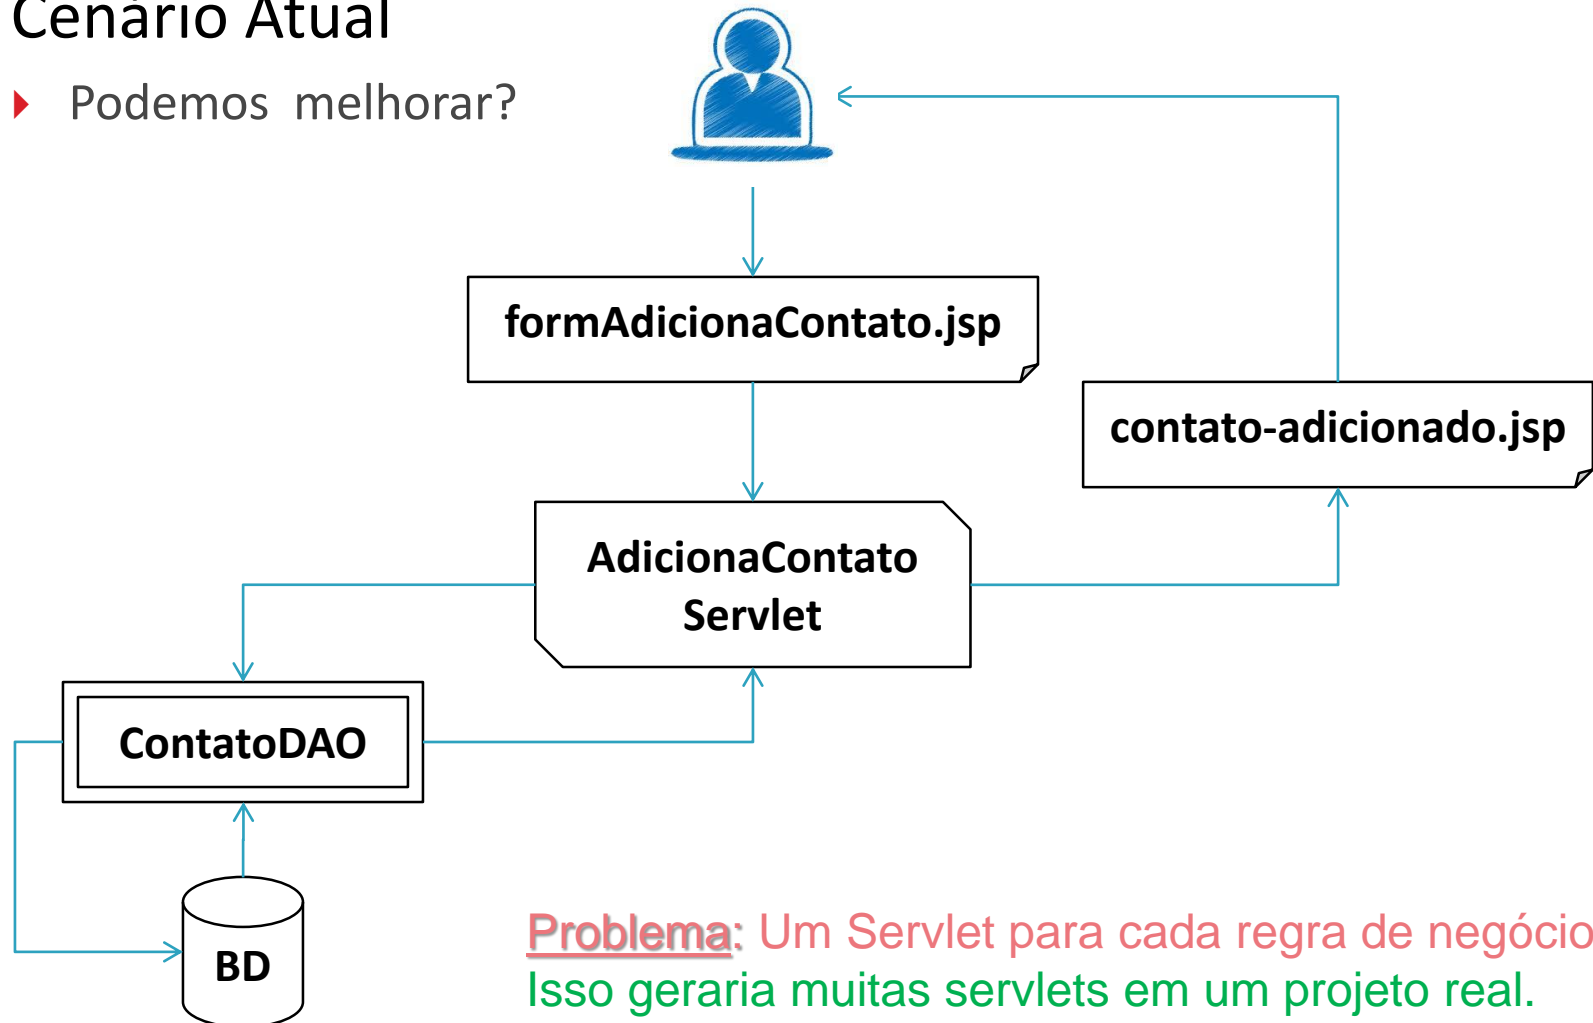 Cenário Atual
Podemos melhorar?
formAdicionaContato.jsp
contato-adicionado.jsp
AdicionaContato
Servlet
ContatoDAO
BD
Problema: Um Servlet para cada regra de negócio
Isso geraria muitas servlets em um projeto real.